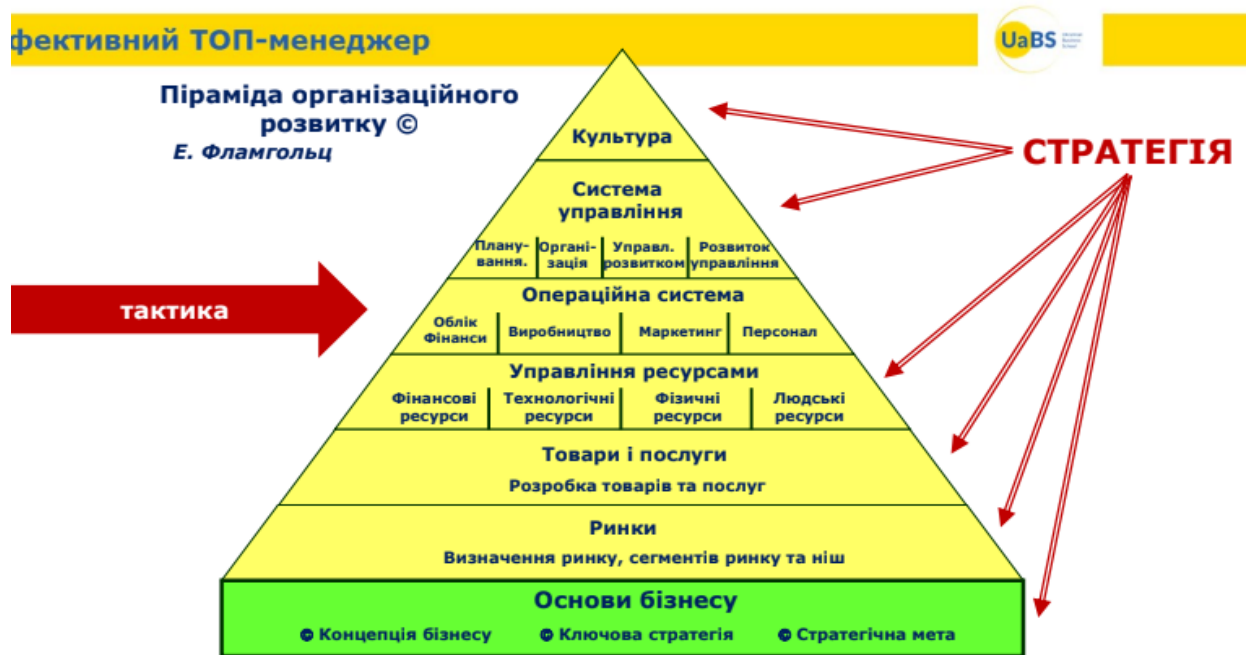 фективний ТОП-менеджер
UaBS
Піраміда організаційного
розвитку ©
Е. Фламгольц
СТРАТЕГІЯ
тактика
Культура
Система
управління
Плану-
вання.
Органі-
зація
Управл.
розвитком
Розвиток
управління
Операційна система
Облік
Фінанси
Виробництво
Маркетинг
Персонал
Управління ресурсами
Фінансові
ресурси
Технологічні
ресурси
Фізичні
ресурси
Людські
ресурси
Товари і послуги
Розробка товарів та послуг
Ринки
Визначення ринку, сегментів ринку та ніш
Основи бізнесу
Концепція бізнесу
Ключова стратегія
Стратегічна мета